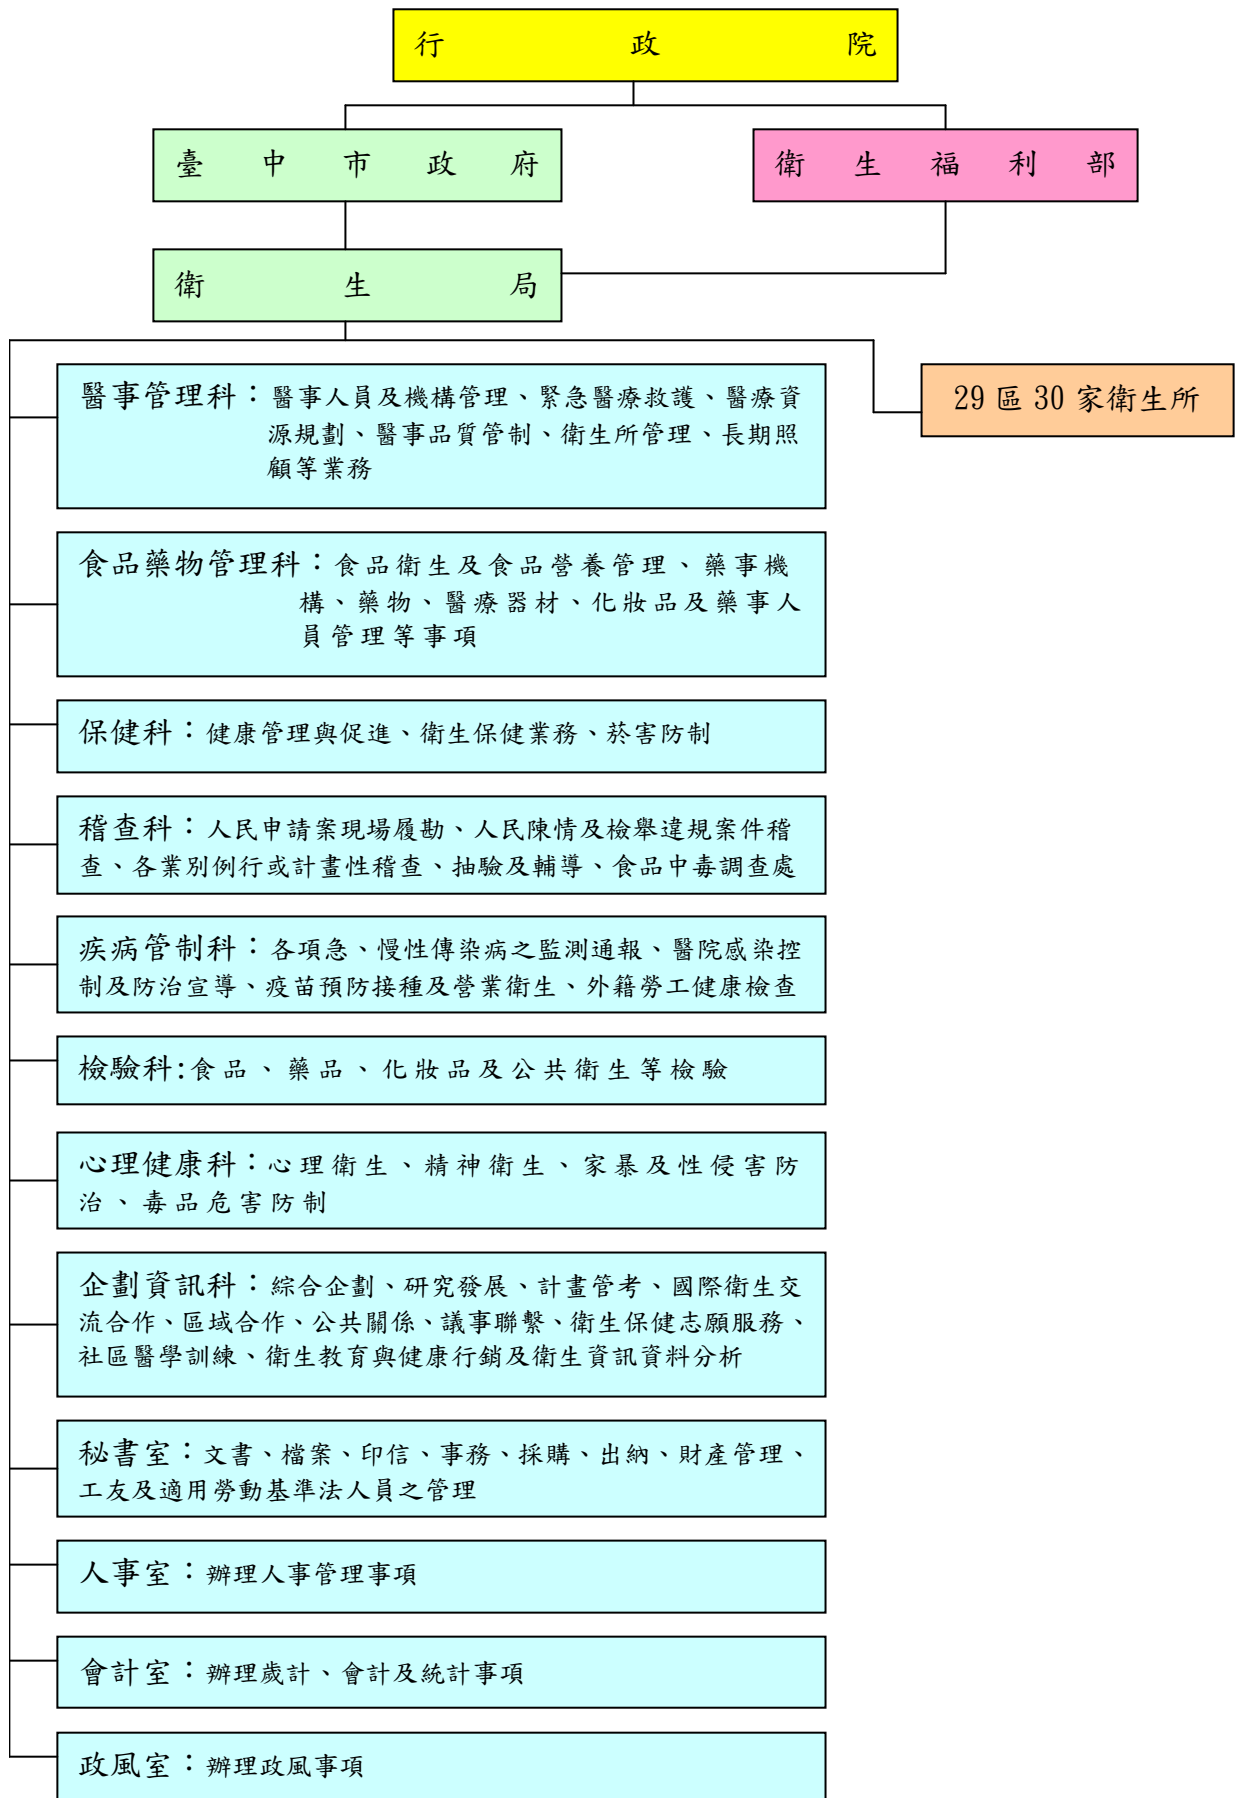 行政院
臺中市政府
衛生福利部
衛生局
29 區 30 家衛生所
醫事管理科：醫事人員及機構管理、緊急醫療救護、醫療資
源規劃、醫事品質管制、衛生所管理、長期照
顧等業務
食品藥物管理科：食品衛生及食品營養管理、藥事機
構、藥物、醫療器材、化妝品及藥事人
員管理等事項
保健科：健康管理與促進、衛生保健業務、菸害防制
稽查科：人民申請案現場履勘、人民陳情及檢舉違規案件稽
查、各業別例行或計畫性稽查、抽驗及輔導、食品中毒調查處
疾病管制科：各項急、慢性傳染病之監測通報、醫院感染控
制及防治宣導、疫苗預防接種及營業衛生、外籍勞工健康檢查
檢驗科:食品、藥品、化妝品及公共衛生等檢驗
心理健康科：心理衛生、精神衛生、家暴及性侵害防
治、毒品危害防制
企劃資訊科：綜合企劃、研究發展、計畫管考、國際衛生交
流合作、區域合作、公共關係、議事聯繫、衛生保健志願服務、
社區醫學訓練、衛生教育與健康行銷及衛生資訊資料分析
秘書室：文書、檔案、印信、事務、採購、出納、財產管理、
工友及適用勞動基準法人員之管理
人事室：辦理人事管理事項
會計室：辦理歲計、會計及統計事項
政風室：辦理政風事項